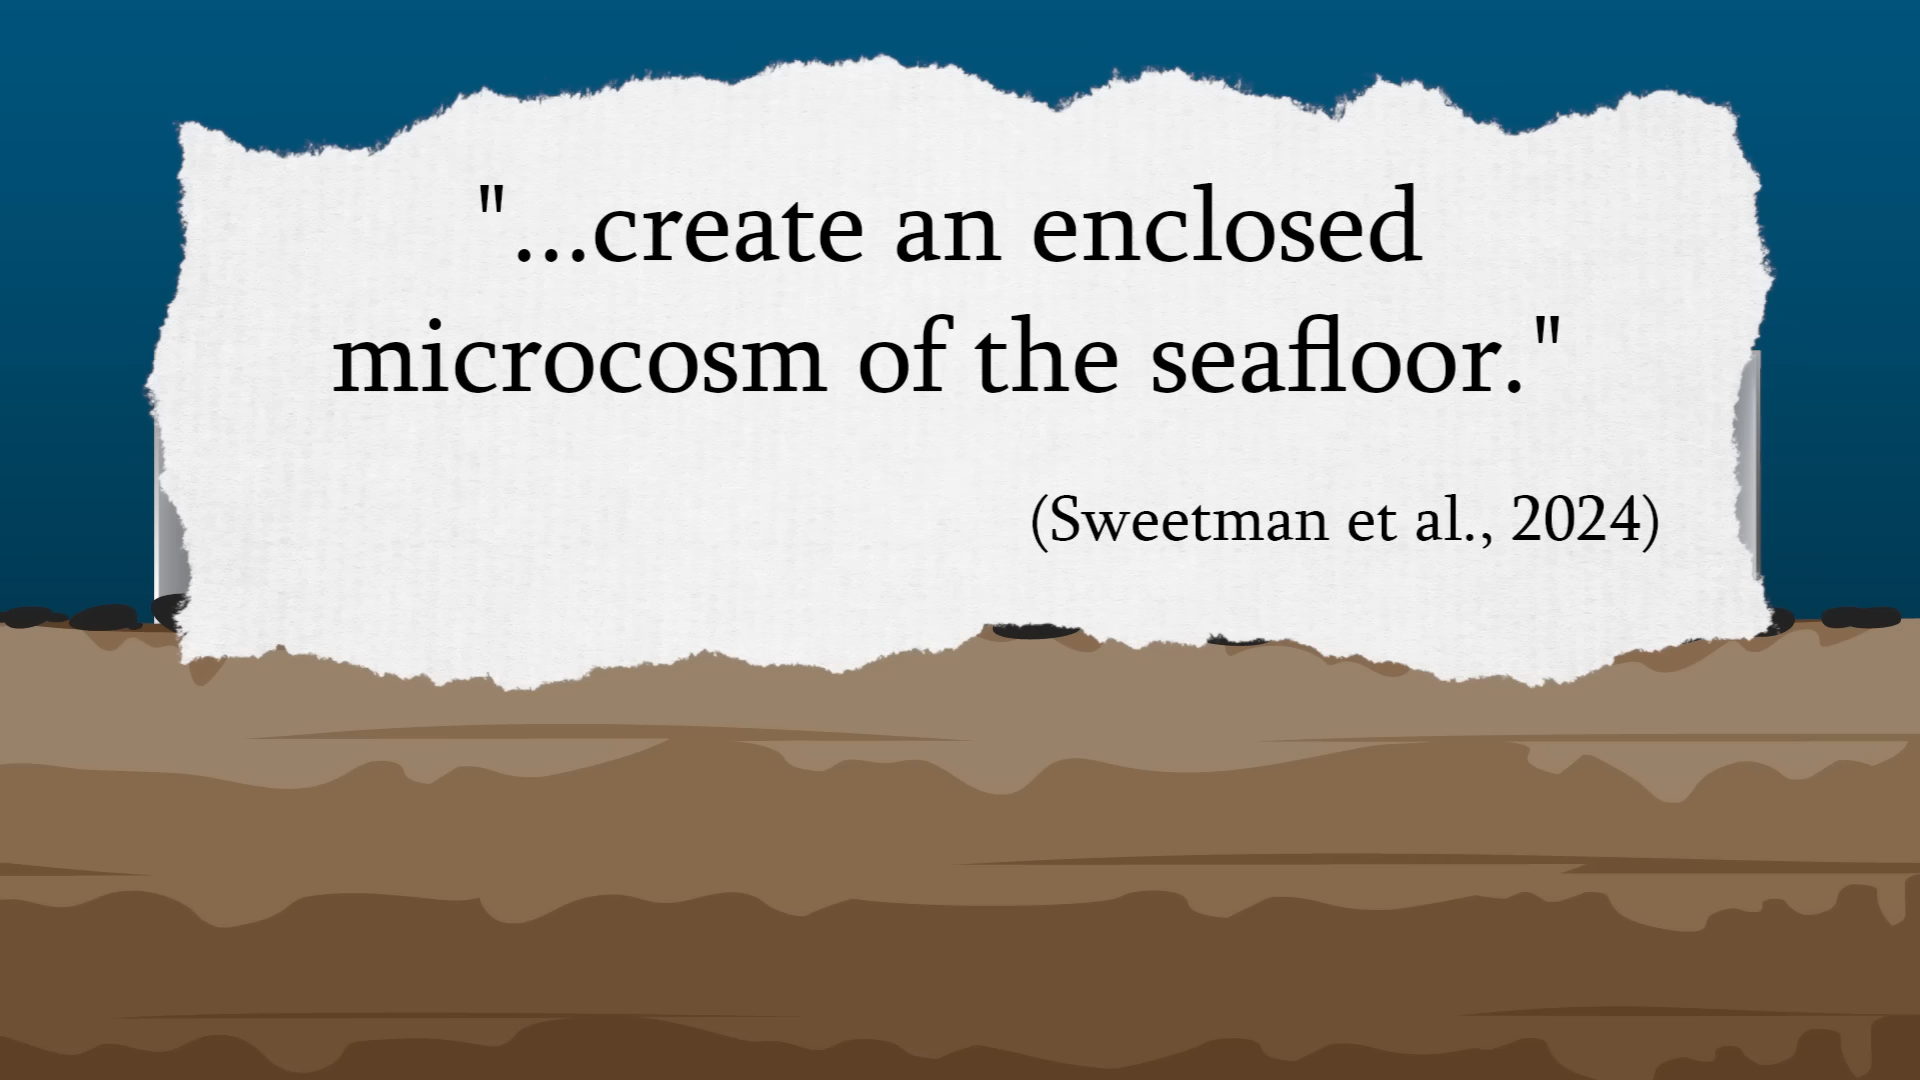 "...create an enclosed
microcosm of the seafloor."
(Sweetman et al., 2024)